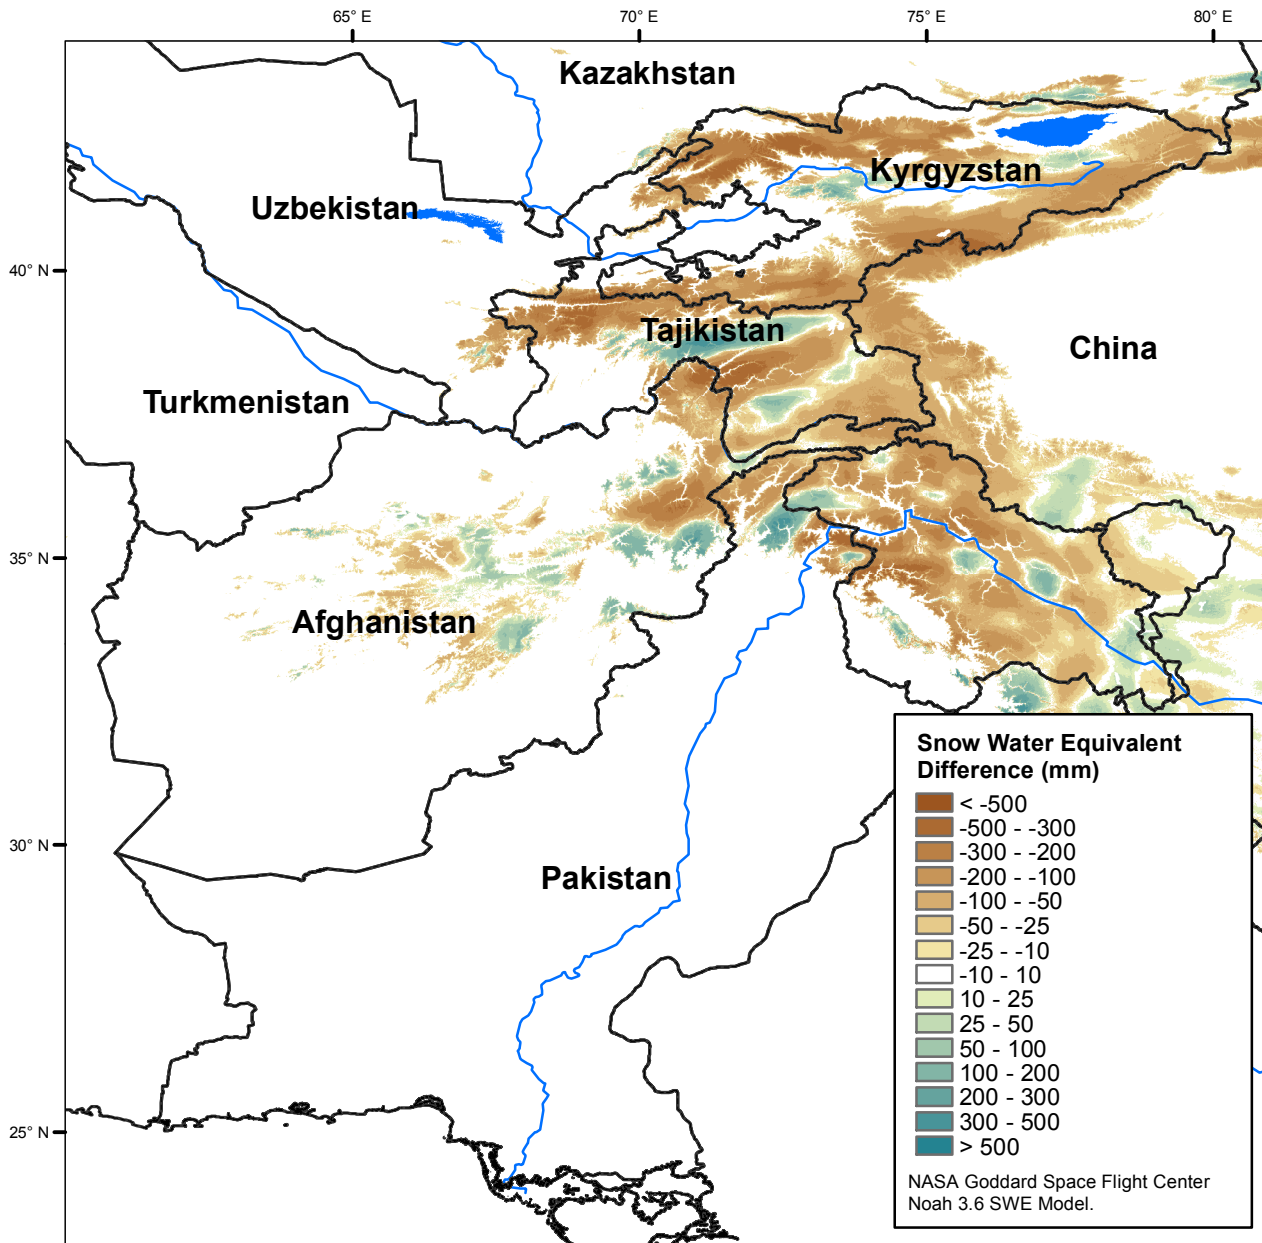 65° E
70° E
75° E
80° E
Kazakhstan
Kyrgyzstan
Uzbekistan
40° N
Tajikistan
China
Turkmenistan
35° N
Afghanistan
Snow Water Equivalent
Difference (mm)
< -500
-500 - -300
-300 - -200
-200 - -100
-100 - -50
-50 - -25
-25 - -10
-10 - 10
10 - 25
25 - 50
50 - 100
100 - 200
200 - 300
300 - 500
> 500
NASA Goddard Space Flight Center
Noah 3.6 SWE Model.
30° N
Pakistan
25° N